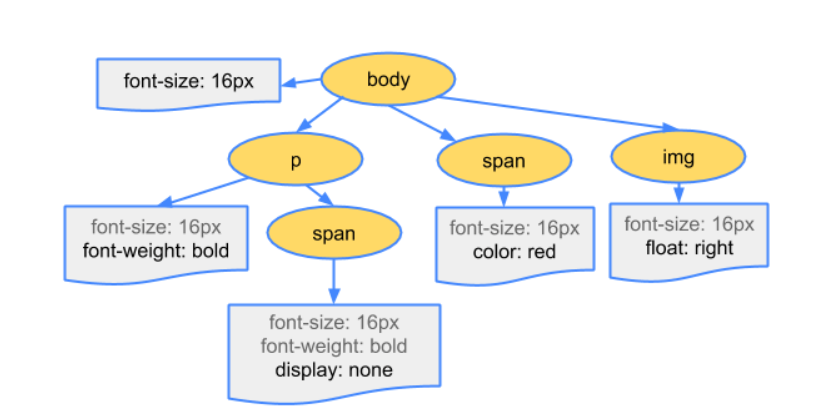 font-size: 16px
body
p
span
img
font-size: 16px
font-weight: bold
span
font-size: 16px
color: red
font-size: 16px
float: right
font-size: 16px
font-weight: bold
display: none